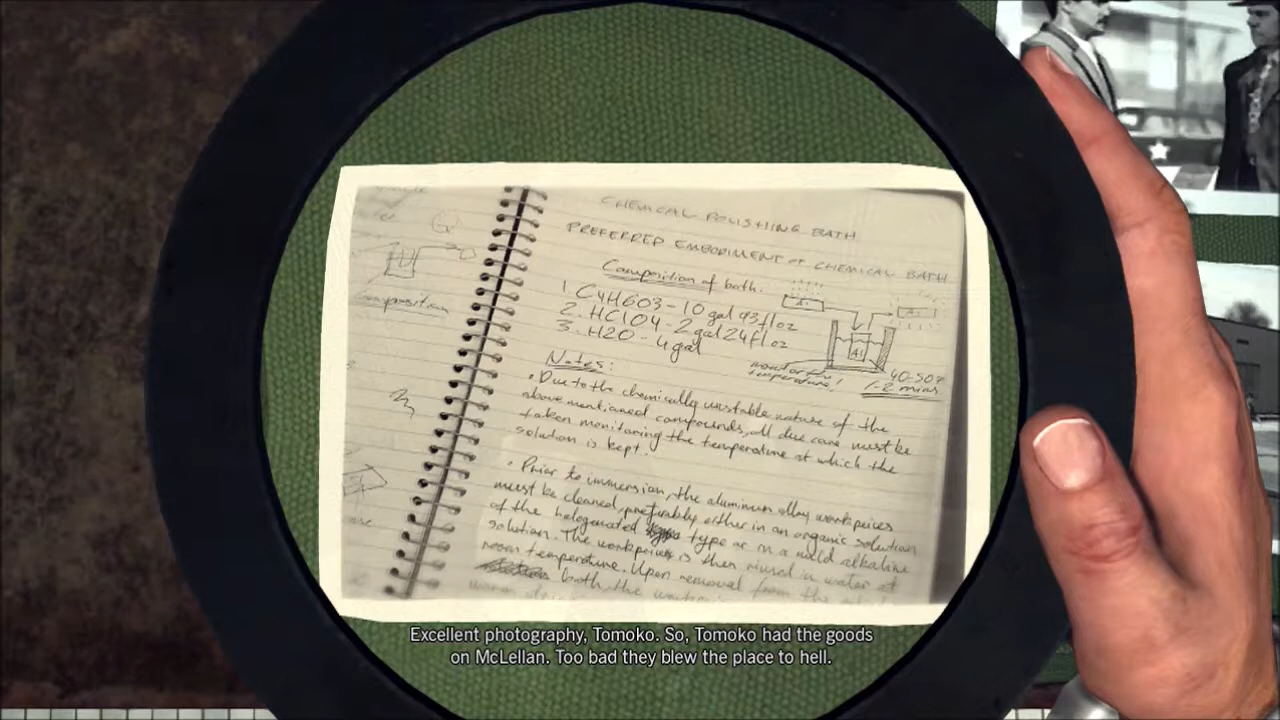 CHEMICAL POLISHING BATH
PREFERRED EMBODIMENT OF CHEMICAL BATH
Composition of bath:
1. C4H6O3 - 10 gal 93 fl oz
2. HClO4 - 2 gal 24 fl oz
3. H2O - 4 gal
Al
monitor the
temperature!
40-50?
1-2 mins
Notes:
• Due to the chemically unstable nature of the
above mentioned compounds, all due care must be
taken monitoring the temperature at which the
solution is kept.
• Prior to immersion, the aluminum alloy workpieces
must be cleaned, preferably either in an organic solution
of the halogenated type or in a mild alkaline
solution. The workpieces is then rinsed in water at
room temperature. Upon removal from the
bath, the
composition
Excellent photography, Tomoko. So, Tomoko had the goods
on McLellan. Too bad they blew the place to hell.